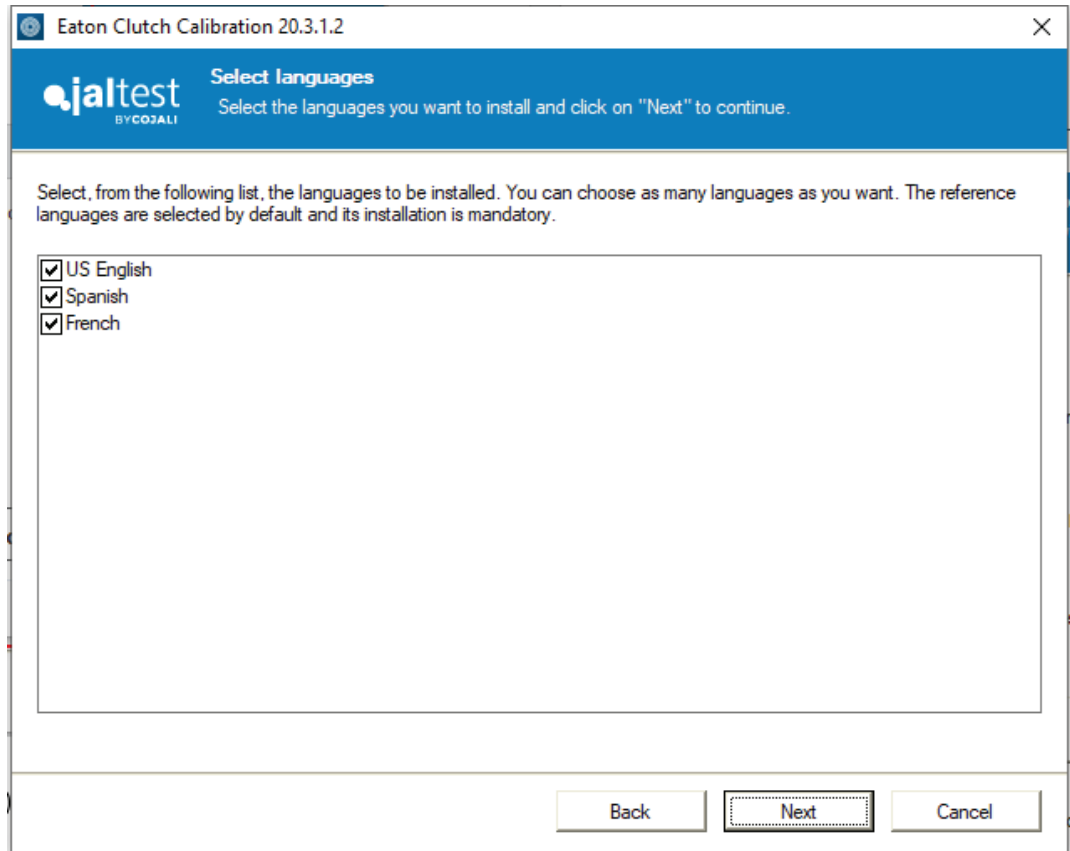 Eaton Clutch Calibration 20.3.1.2
jaltest
BYCOJALI
Select languages
Select the languages you want to install and click on "Next" to continue.
Select, from the following list, the languages to be installed. You can choose as many languages as you want. The reference
languages are selected by default and its installation is mandatory.
US English
Spanish
French
Back
Next
Cancel